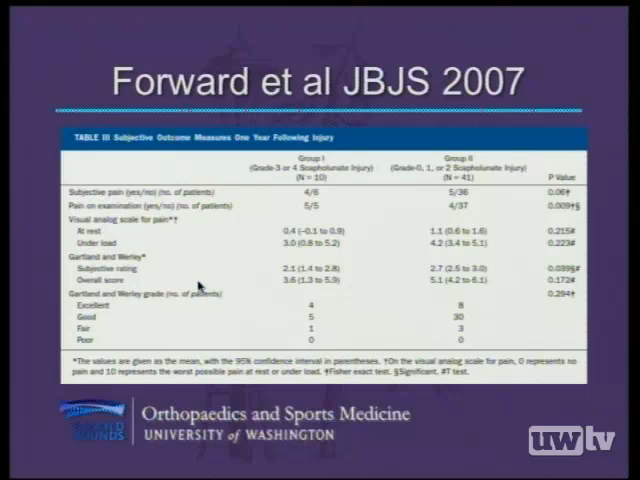 Forward et al JBJS 2007
TABLE III Subjective Outcome Measures One Year Following Injury
Group I Group II
(Grade-3 or 4 Scapholunate Injury) (Grade-0, 1, or 2 Scapholunate Injury)
(N = 10) (N = 41) P Value
Subjective pain (yes/no) (no. of patients) 4/6 5/36 0.06†
Pain on examination (yes/no) (no. of patients) 5/5 4/37 0.009†§
Visual analog scale for pain*†
At rest 0.4 (–0.1 to 0.9) 1.1 (0.6 to 1.6) 0.215#
Under load 3.0 (0.8 to 5.2) 4.2 (3.4 to 5.1) 0.223#
Gartland and Werley*
Subjective rating 2.1 (1.4 to 2.8) 2.7 (2.5 to 3.0) 0.039§#
Overall score 3.6 (1.3 to 5.9) 5.1 (4.2 to 6.1) 0.172#
Gartland and Werley grade (no. of patients) 0.294†
Excellent 4 8
Good 5 30
Fair 1 3
Poor 0 0
*The values are given as the mean, with the 95% confidence interval in parentheses. †On the visual analog scale for pain, 0 represents no
pain and 10 represents the worst possible pain at rest or under load. †Fisher exact test. §Significant. #T test.
Orthopaedics and Sports Medicine
UNIVERSITY of WASHINGTON
ROUNDS
uwtv